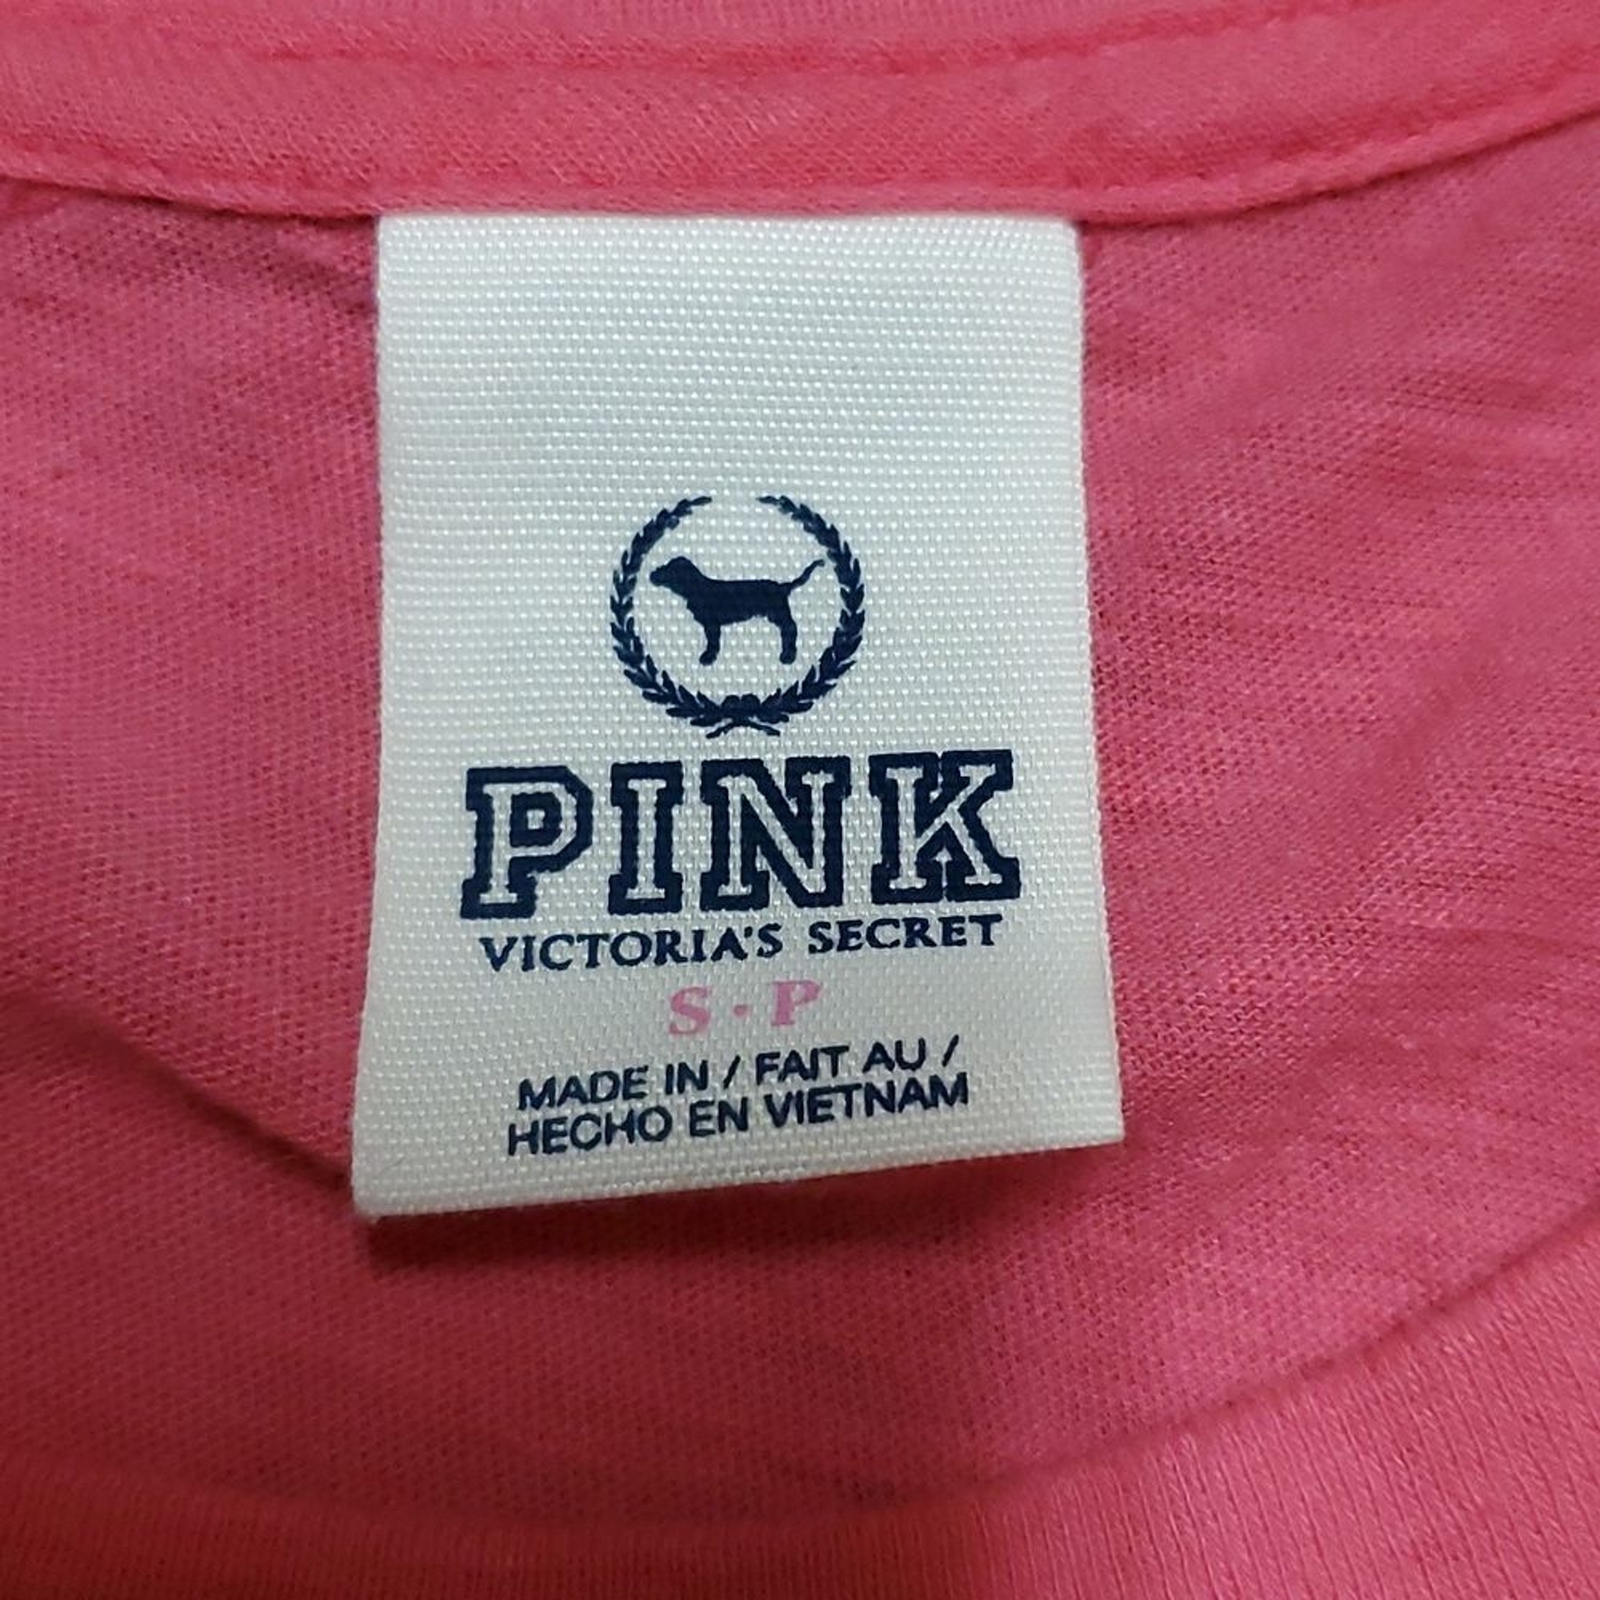 PINK
VICTORIA'S SECRET
S·P
MADE IN / FAIT AU /
HECHO EN VIETNAM